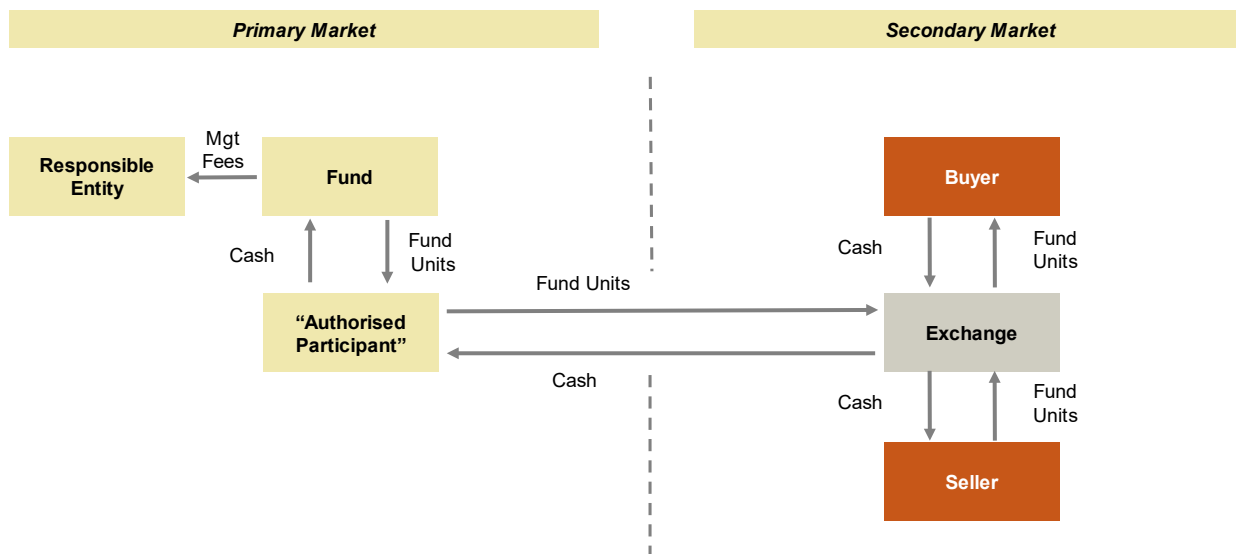 Primary Market
Secondary Market
Mgt
Fees
Responsible
Entity
Fund
Buyer
Cash
Fund
Units
Cash
Fund
Units
Fund Units
“Authorised
Participant”
Exchange
Cash
Cash
Fund
Units
Seller